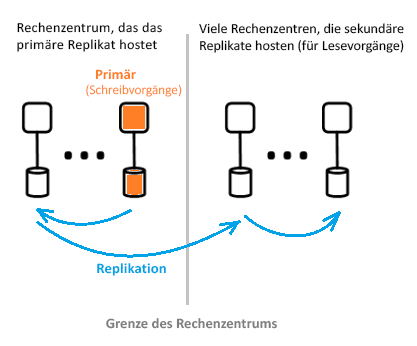 Rechenzentrum, das das
primäre Replikat hostet
Viele Rechenzentren, die sekundäre
Replikate hosten (für Lesevorgänge)
Primär
(Schreibvorgänge)
Replikation
Grenze des Rechenzentrums